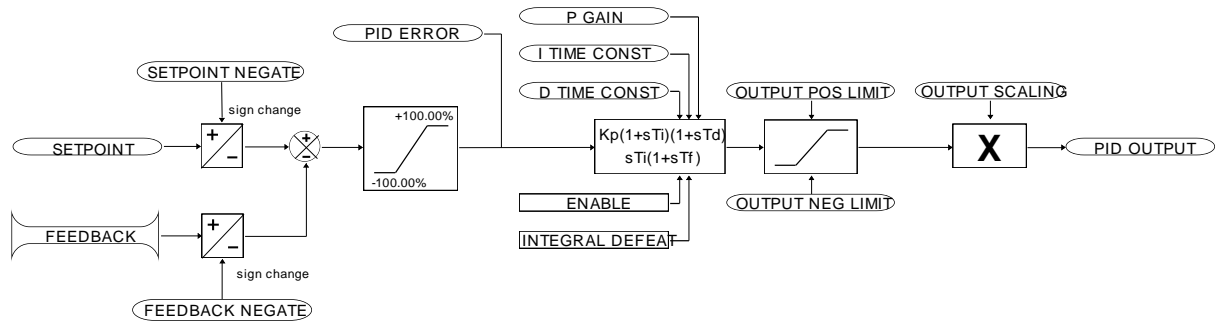 P GAIN
PID ERROR
I TIME CONST
SETPOINT NEGATE
D TIME CONST
OUTPUT POS LIMIT
OUTPUT SCALING
sign change
+100.00%
-100.00%
+
-
+
-
Kp(1+sTi)(1+sTd)
sTi(1+sTf)
X
SETPOINT
PID OUTPUT
ENABLE
OUTPUT NEG LIMIT
FEEDBACK
+
-
INTEGRAL DEFEAT
sign change
FEEDBACK NEGATE